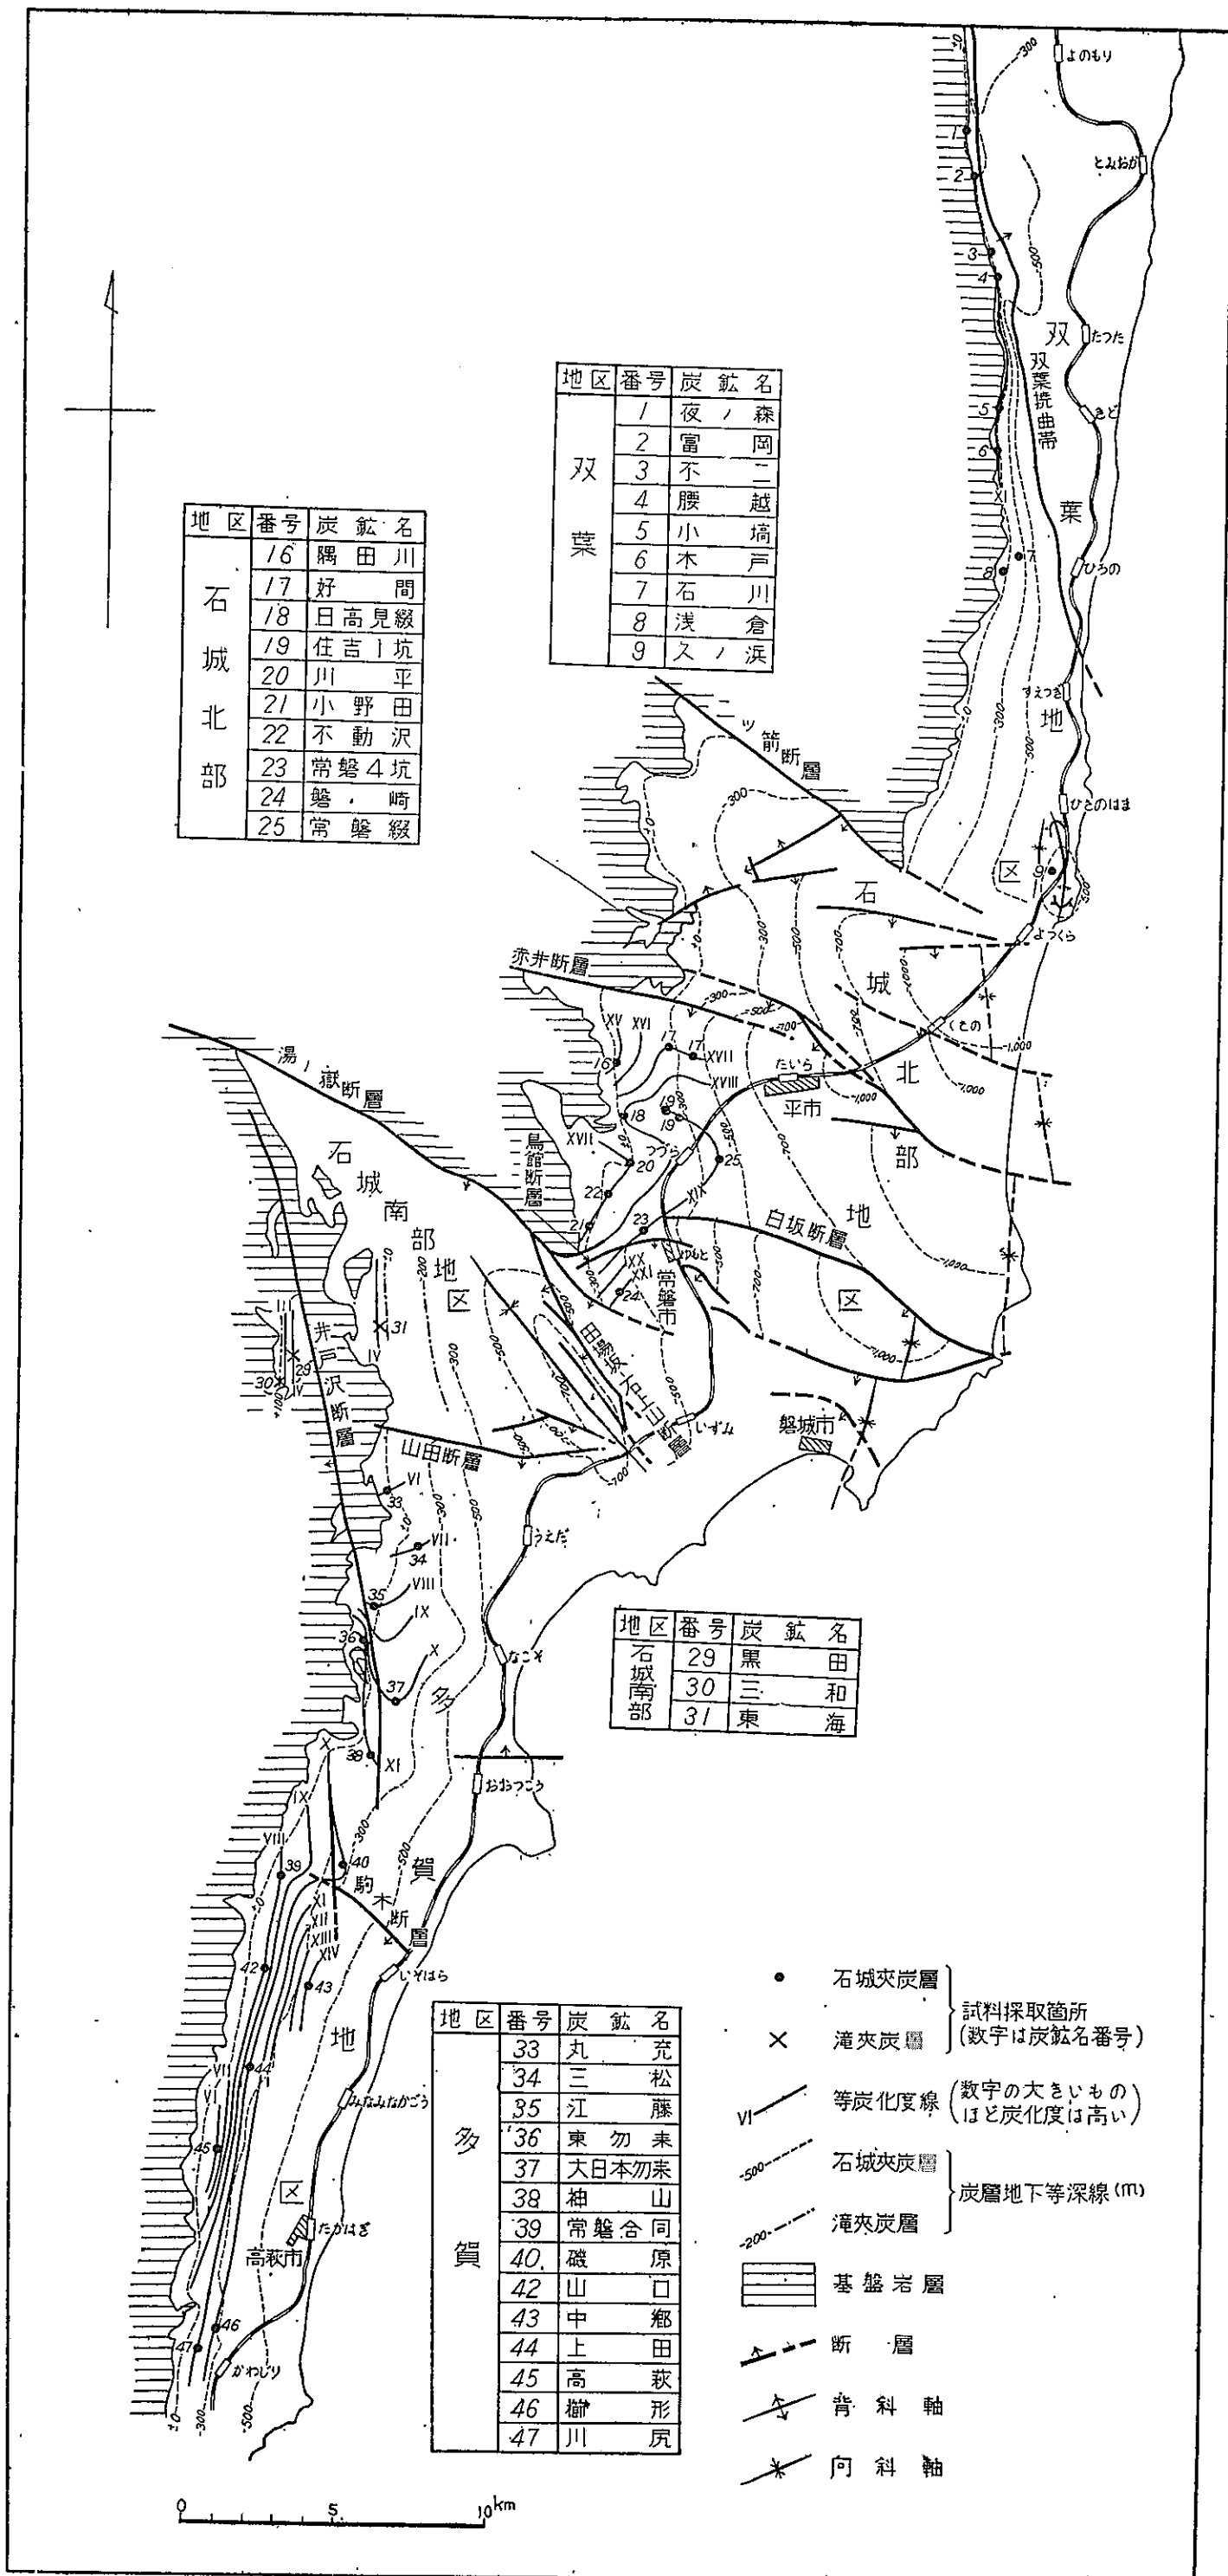 よのもり
とみおか
たつた
きど
ひろの
すえつぎ
ひさのはま
よつくら
くさの
たいら
平市
つづら
ゆもと
常磐市
いずみ
磐城市
うえだ
なこそ
おおつこう
いそはら
みなみなかごう
たかはぎ
高萩市
かわじり
双葉地区
双葉撓曲帯
石城北部地区
石城南部地区
多賀地区
二ツ箭断層
赤井断層
湯ノ嶽断層
鳥館断層
白坂断層
井戸沢断層
山田断層
駒木断層
地区 番号 炭鉱名
双葉
1 夜ノ森
2 富岡
3 不二
4 腰越
5 小塙
6 木戸
7 石川
8 浅倉
9 久ノ浜
地区 番号 炭鉱名
石城北部
16 隅田川
17 好間
18 日高見綴
19 住吉1坑
20 川平
21 小野田
22 不動沢
23 常磐4坑
24 磐崎
25 常磐綴
地区 番号 炭鉱名
石城南部
29 黒田
30 三和
31 東海
地区 番号 炭鉱名
多賀
33 丸充
34 三松
35 江藤
36 東勿来
37 大日本勿来
38 神山
39 常磐合同
40 磯原
42 山口
43 中郷
44 上田
45 高萩
46 櫛形
47 川尻
石城夾炭層
滝夾炭層
試料採取箇所
(数字は炭鉱名番号)
VI 等炭化度線 (数字の大きいもの
ほど炭化度は高い)
-500 石城夾炭層
-200 滝夾炭層
炭層地下等深線(m)
基盤岩層
断層
背斜軸
向斜軸
0 5 10km